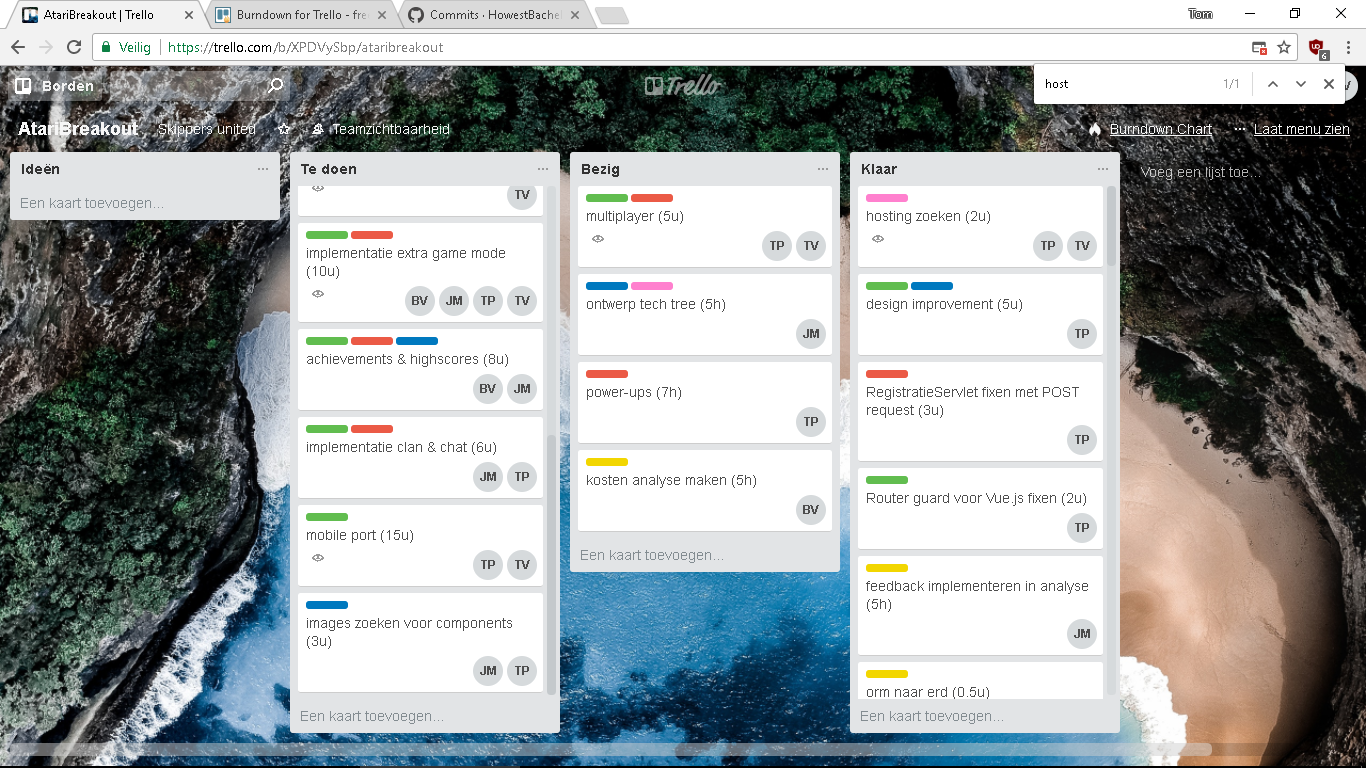 AtariBreakout | Trello
Burndown for Trello - fre
Commits · HowestBachel
Tom
Veilig
https://trello.com/b/XPDVySbp/ataribreakout
6
Borden
Trello
host
1/1
AtariBreakout
Skippers united
Teamzichtbaarheid
Burndown Chart
... Laat menu zien
Ideën
Een kaart toevoegen...
Te doen
TV
implementatie extra game mode
(10u)
BV JM TP TV
achievements & highscores (8u)
BV JM
implementatie clan & chat (6u)
JM TP
mobile port (15u)
TP TV
images zoeken voor components
(3u)
JM TP
Een kaart toevoegen...
Bezig
multiplayer (5u)
TP TV
ontwerp tech tree (5h)
JM
power-ups (7h)
TP
kosten analyse maken (5h)
BV
Een kaart toevoegen...
Klaar
hosting zoeken (2u)
TP TV
design improvement (5u)
TP
RegistratieServlet fixen met POST
request (3u)
TP
Router guard voor Vue.js fixen (2u)
TP
feedback implementeren in analyse
(5h)
JM
orm naar erd (0.5u)
Een kaart toevoegen...
Voeg een lijst toe...